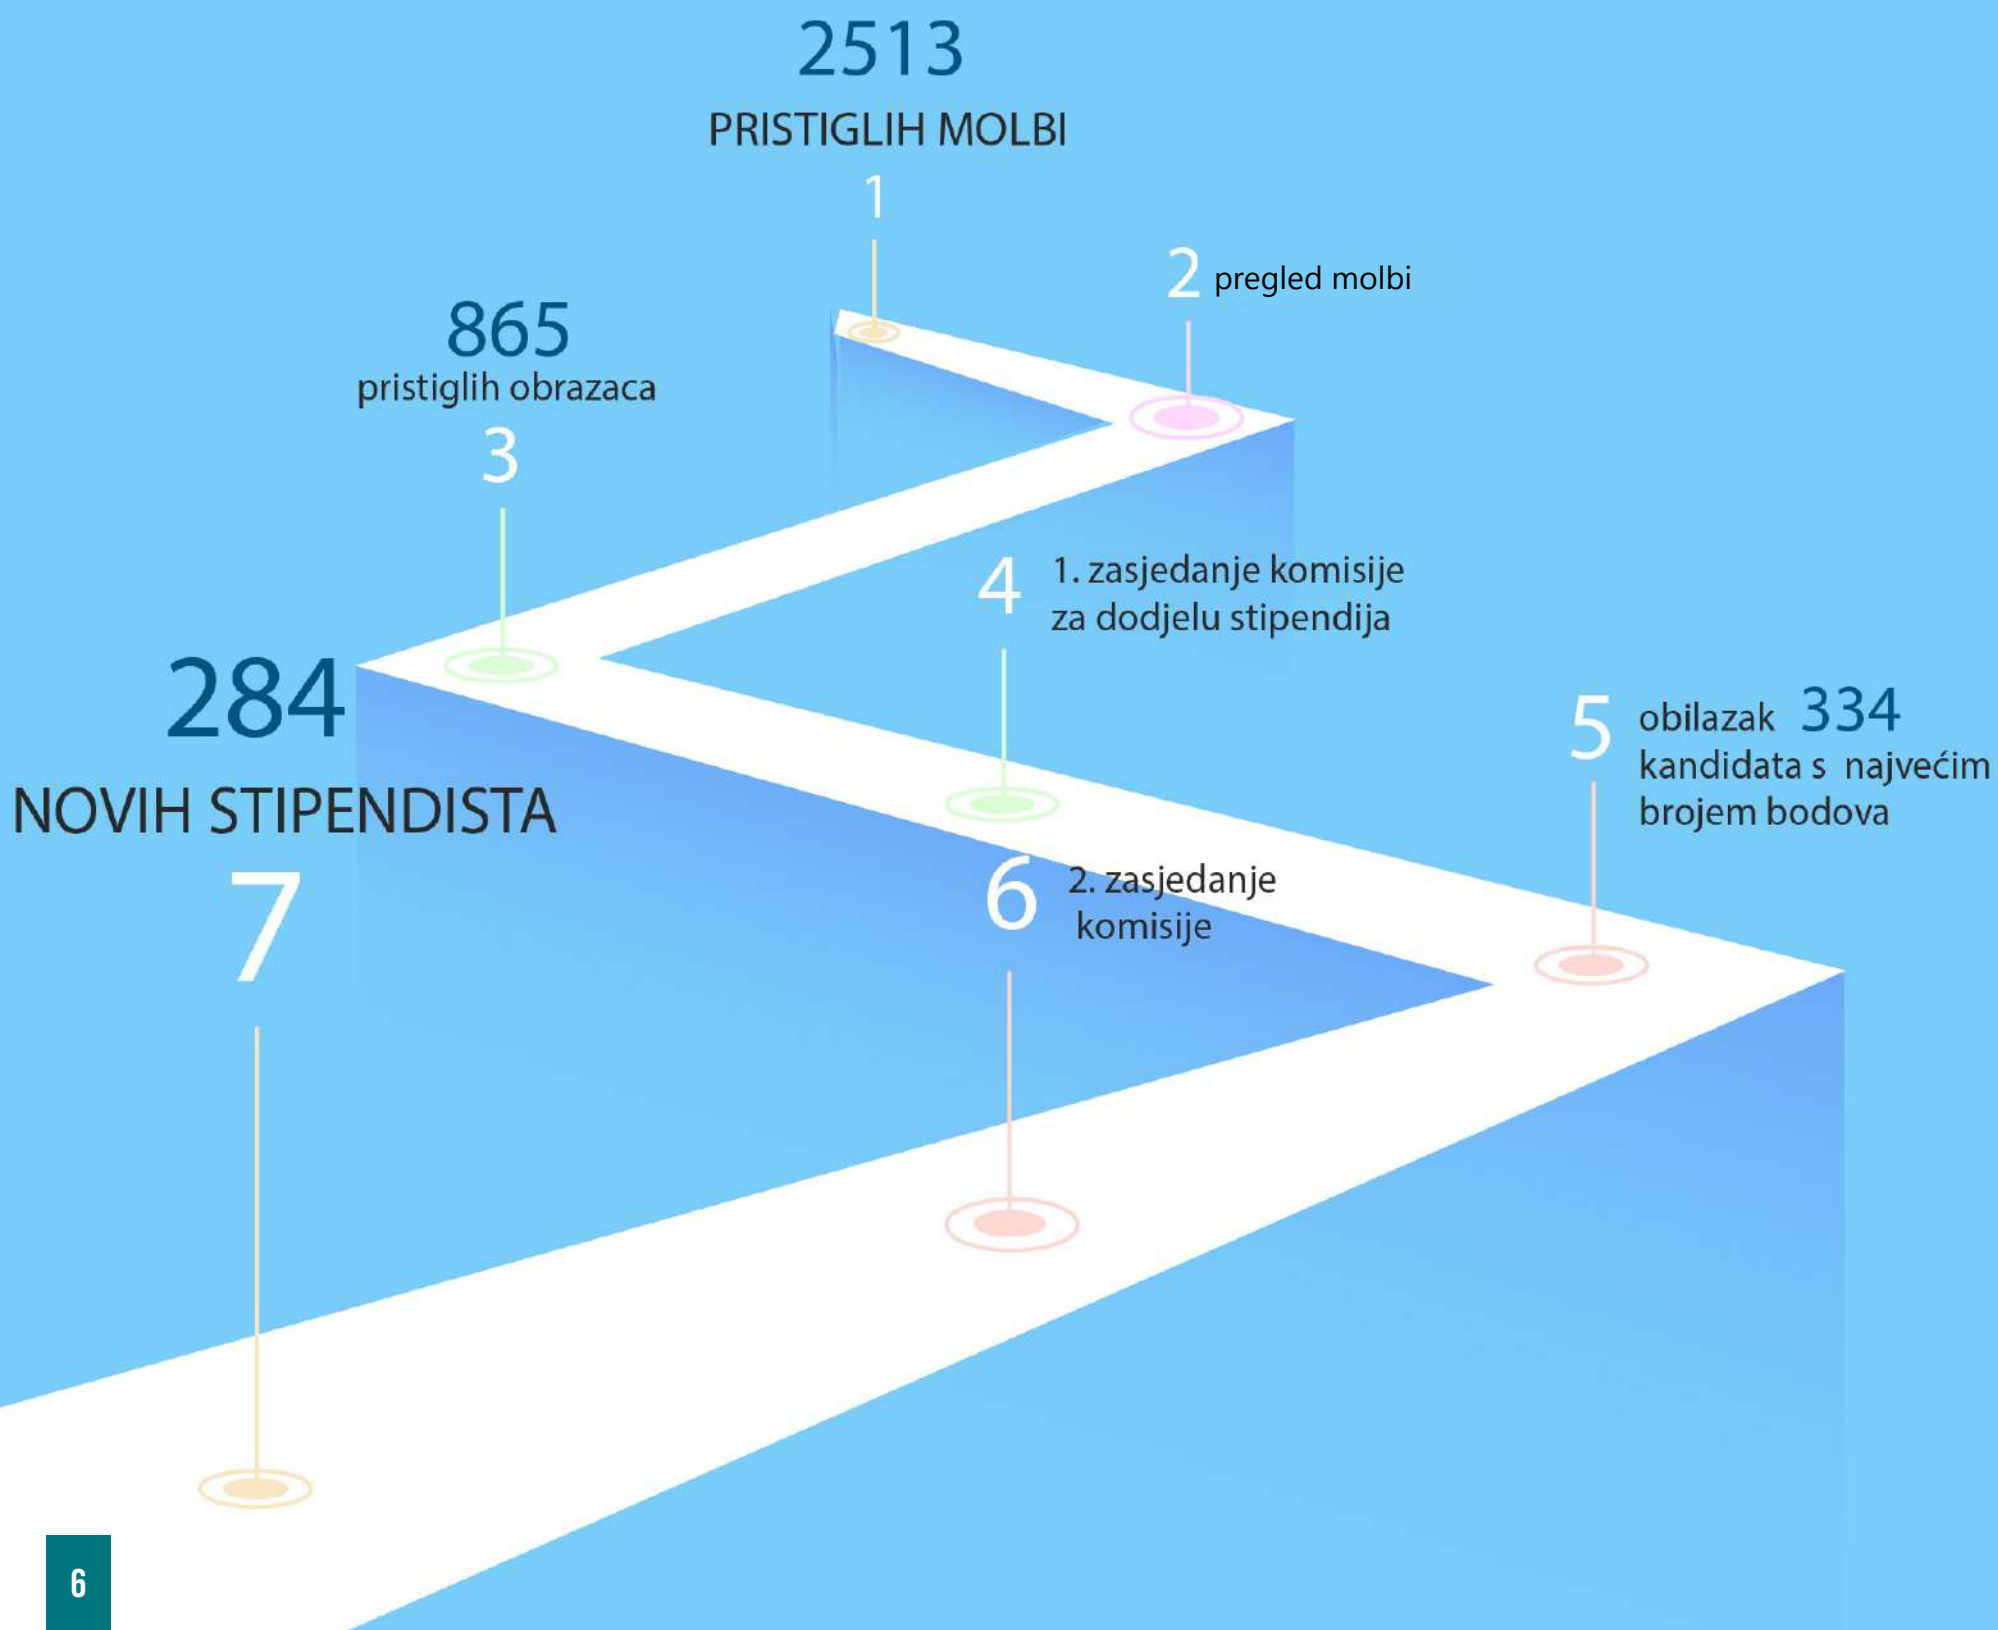 2513
PRISTIGLIH MOLBI
1
2 pregled molbi
865
pristiglih obrazaca
3
4 1. zasjedanje komisije
za dodjelu stipendija
5 obilazak 334
kandidata s najvećim
brojem bodova
6 2. zasjedanje
komisije
284
NOVIH STIPENDISTA
7
6